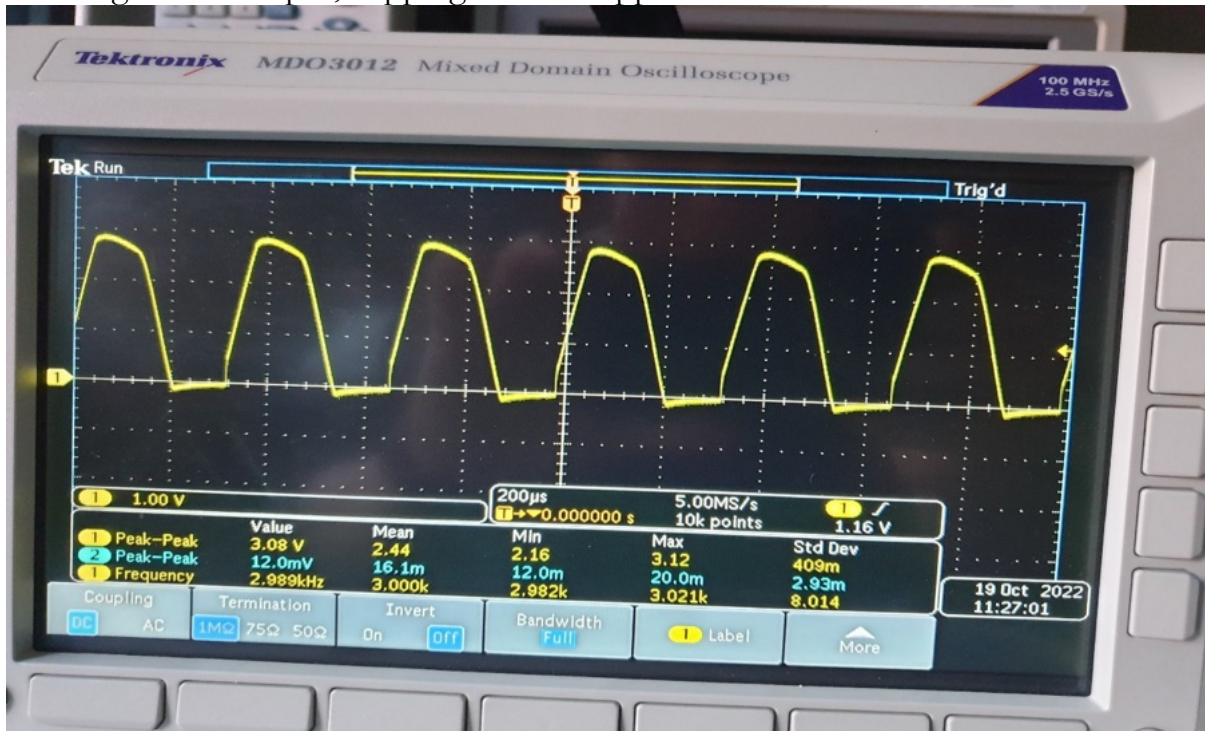 Tektronix MDO3012 Mixed Domain Oscilloscope
100 MHz
2.5 GS/s
Tek Run
Trig'd
T
1
1 1.00 V
200µs 5.00MS/s 1
T→▼0.000000 s 10k points 1.16 V
Value Mean Min Max Std Dev
1 Peak-Peak 3.08 V 2.44 2.16 3.12 409m
2 Peak-Peak 12.0mV 16.1m 12.0m 20.0m 2.93m
1 Frequency 2.989kHz 3.000k 2.982k 3.021k 8.014
19 Oct 2022
11:27:01
Coupling
DC AC
Termination
1MΩ 75Ω 50Ω
Invert
On Off
Bandwidth
Full
1 Label
More